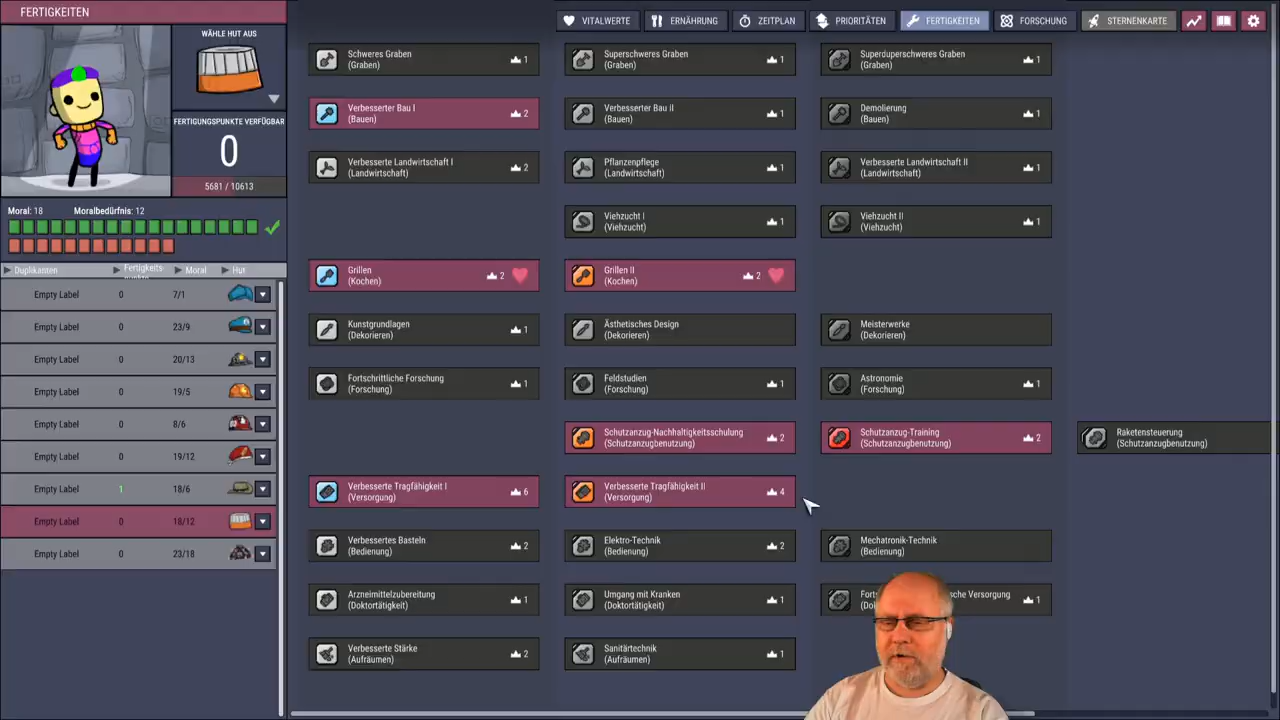 FERTIGKEITEN
VITALWERTE
ERNÄHRUNG
ZEITPLAN
PRIORITÄTEN
FERTIGKEITEN
FORSCHUNG
STERNENKARTE
WÄHLE HUT AUS
FERTIGUNGSPUNKTE VERFÜGBAR
0
5681 / 10613
Moral: 18
Moralbedürfnis: 12
Duplikanten
Fertigkeits-
Moral
Hut
Empty Label 0 7/1
Empty Label 0 23/9
Empty Label 0 20/13
Empty Label 0 19/5
Empty Label 0 8/6
Empty Label 0 19/12
Empty Label 1 18/6
Empty Label 0 18/12
Empty Label 0 23/18
Schweres Graben
(Graben)
1
Superschweres Graben
(Graben)
1
Superduperschweres Graben
(Graben)
1
Verbesserter Bau I
(Bauen)
2
Verbesserter Bau II
(Bauen)
1
Demolierung
(Bauen)
1
Verbesserte Landwirtschaft I
(Landwirtschaft)
2
Pflanzenpflege
(Landwirtschaft)
1
Verbesserte Landwirtschaft II
(Landwirtschaft)
1
Viehzucht I
(Viehzucht)
1
Viehzucht II
(Viehzucht)
1
Grillen
(Kochen)
2
Grillen II
(Kochen)
2
Kunstgrundlagen
(Dekorieren)
1
Ästhetisches Design
(Dekorieren)
Meisterwerke
(Dekorieren)
Fortschrittliche Forschung
(Forschung)
1
Feldstudien
(Forschung)
1
Astronomie
(Forschung)
1
Schutzanzug-Nachhaltigkeitsschulung
(Schutzanzugbenutzung)
2
Schutzanzug-Training
(Schutzanzugbenutzung)
2
Raketensteuerung
(Schutzanzugbenutzung)
Verbesserte Tragfähigkeit I
(Versorgung)
6
Verbesserte Tragfähigkeit II
(Versorgung)
4
Verbessertes Basteln
(Bedienung)
2
Elektro-Technik
(Bedienung)
2
Mechatronik-Technik
(Bedienung)
Arzneimittelzubereitung
(Doktortätigkeit)
1
Umgang mit Kranken
(Doktortätigkeit)
1
Versorgung
1
Verbesserte Stärke
(Aufräumen)
2
Sanitärtechnik
(Aufräumen)
1